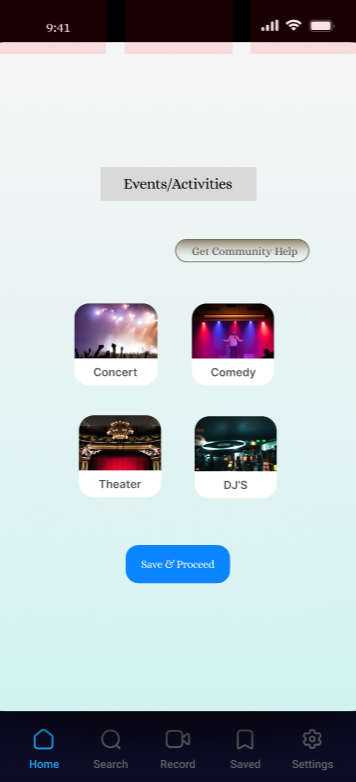 9:41
Events/Activities
Get Community Help
Concert
Comedy
Theater
DJ'S
Save & Proceed
Home
Search
Record
Saved
Settings